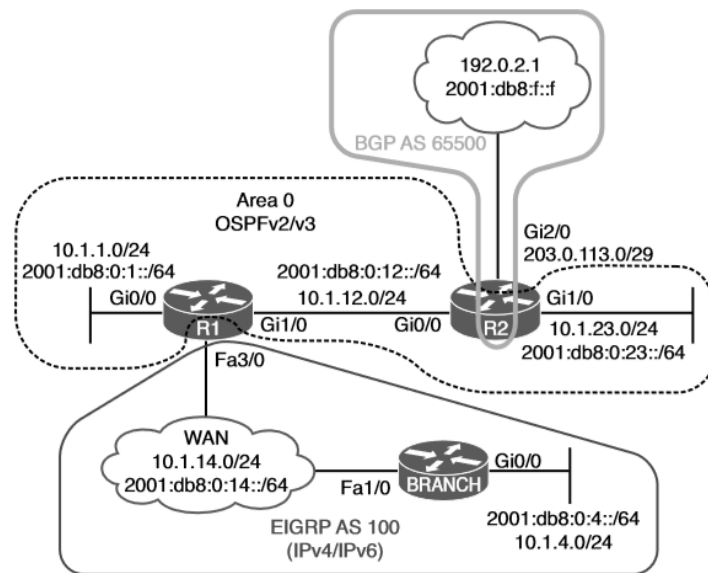 192.0.2.1
2001:db8:f::f
BGP AS 65500
Area 0
OSPFv2/v3
Gi2/0
203.0.113.0/29
10.1.1.0/24
2001:db8:0:1::/64
2001:db8:0:12::/64
10.1.12.0/24
Gi0/0
R1
Gi1/0
Gi0/0
R2
Gi1/0
10.1.23.0/24
2001:db8:0:23::/64
Fa3/0
WAN
10.1.14.0/24
2001:db8:0:14::/64
Fa1/0
BRANCH
Gi0/0
2001:db8:0:4::/64
10.1.4.0/24
EIGRP AS 100
(IPv4/IPv6)